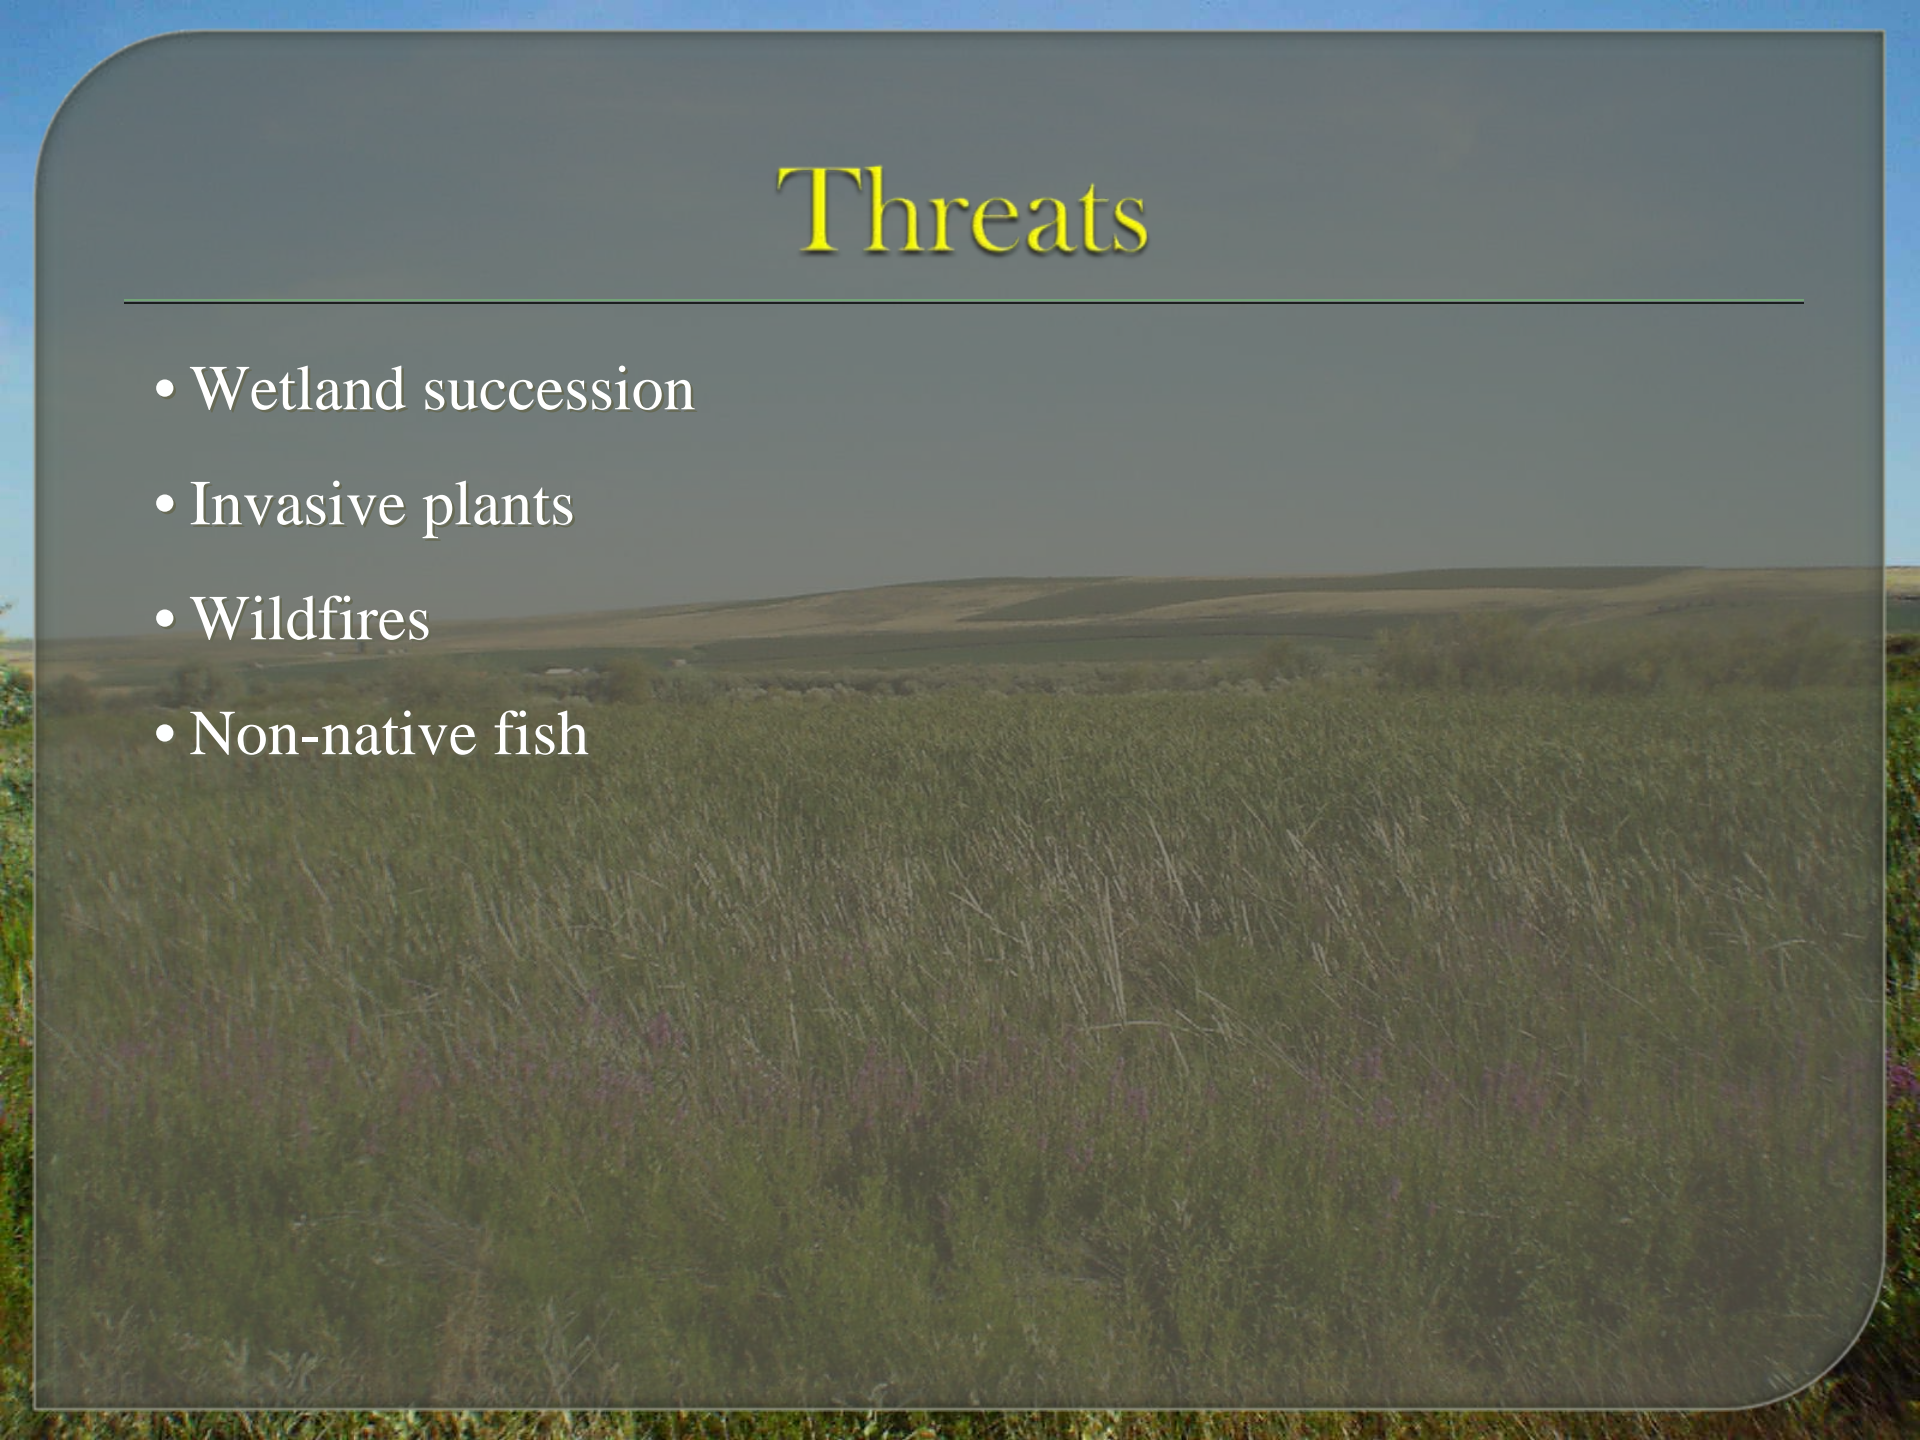 Threats
• Wetland succession
• Invasive plants
• Wildfires
• Non-native fish